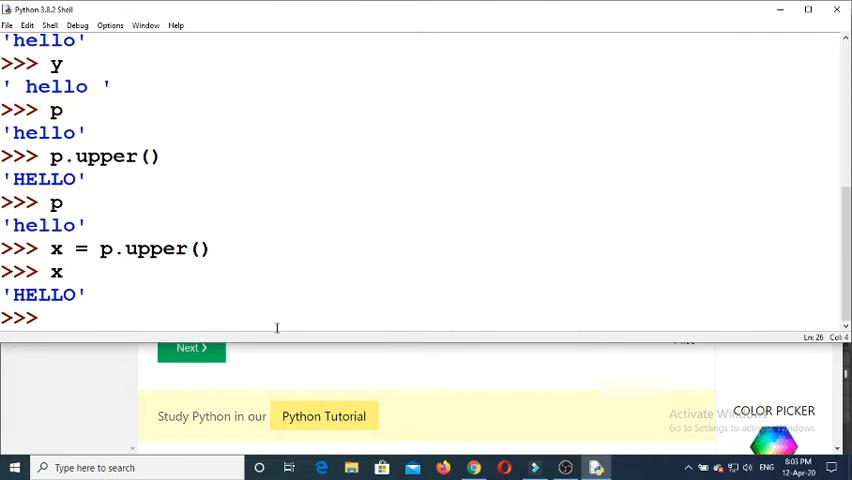 Python 3.8.2 Shell
File Edit Shell Debug Options Window Help
'hello'
>>> y
' hello '
>>> p
'hello'
>>> p.upper()
'HELLO'
>>> p
'hello'
>>> x = p.upper()
>>> x
'HELLO'
>>>
Ln: 26 Col: 4
Next ❯
Study Python in our Python Tutorial
COLOR PICKER
Activate Windows
Go to Settings to activate Windows.
Type here to search
ENG
8:03 PM
12-Apr-20